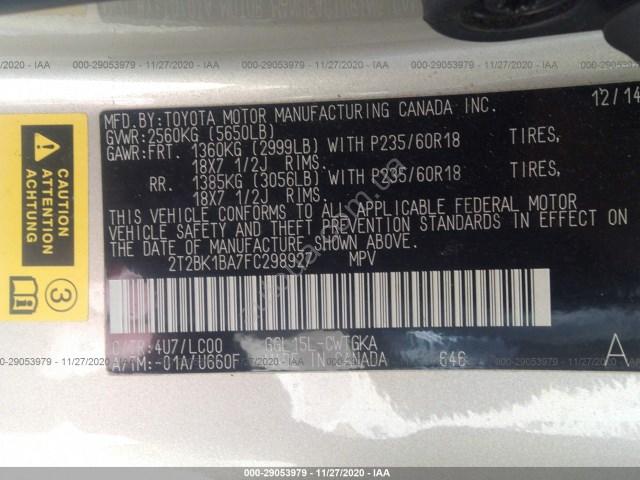 000-29053979 - 11/27/2020 - IAA
MFD.BY:TOYOTA MOTOR MANUFACTURING CANADA INC. 12/14
GVWR:2560KG (5650LB)
GAWR:FRT. 1360KG (2999LB) WITH P235/60R18 TIRES,
18X7 1/2J RIMS.
RR. 1385KG (3056LB) WITH P235/60R18 TIRES,
18X7 1/2J RIMS.
THIS VEHICLE CONFORMS TO ALL APPLICABLE FEDERAL MOTOR
VEHICLE SAFETY AND THEFT PREVENTION STANDARDS IN EFFECT ON
THE DATE OF MANUFACTURE SHOWN ABOVE.
2T2BK1BA7FC298927 MPV
C/TR:4U7/LC00 GGL15L-CWTGKA
A/TM:-01A/U660F MADE IN CANADA 646
A
CAUTION
ATTENTION
3
000-29053979 - 11/27/2020 - IAA